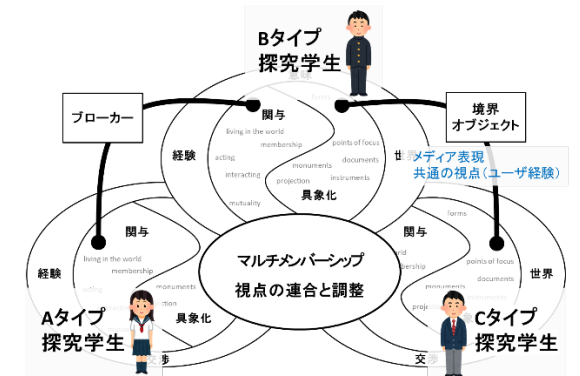 Bタイプ
探究学生
意味
ブローカー
境界
オブジェクト
関与
living in the world
membership
acting
interacting
mutuality
monuments
projection
points of focus
documents
instruments
具象化
経験
世界
メディア表現
共通の視点(ユーザ経験)
マルチメンバーシップ
視点の連合と調整
関与
living in the world
membership
monuments
経験
具象化
Aタイプ
探究学生
交渉
関与
forms
points of focus
documents
世界
Cタイプ
探究学生
交渉